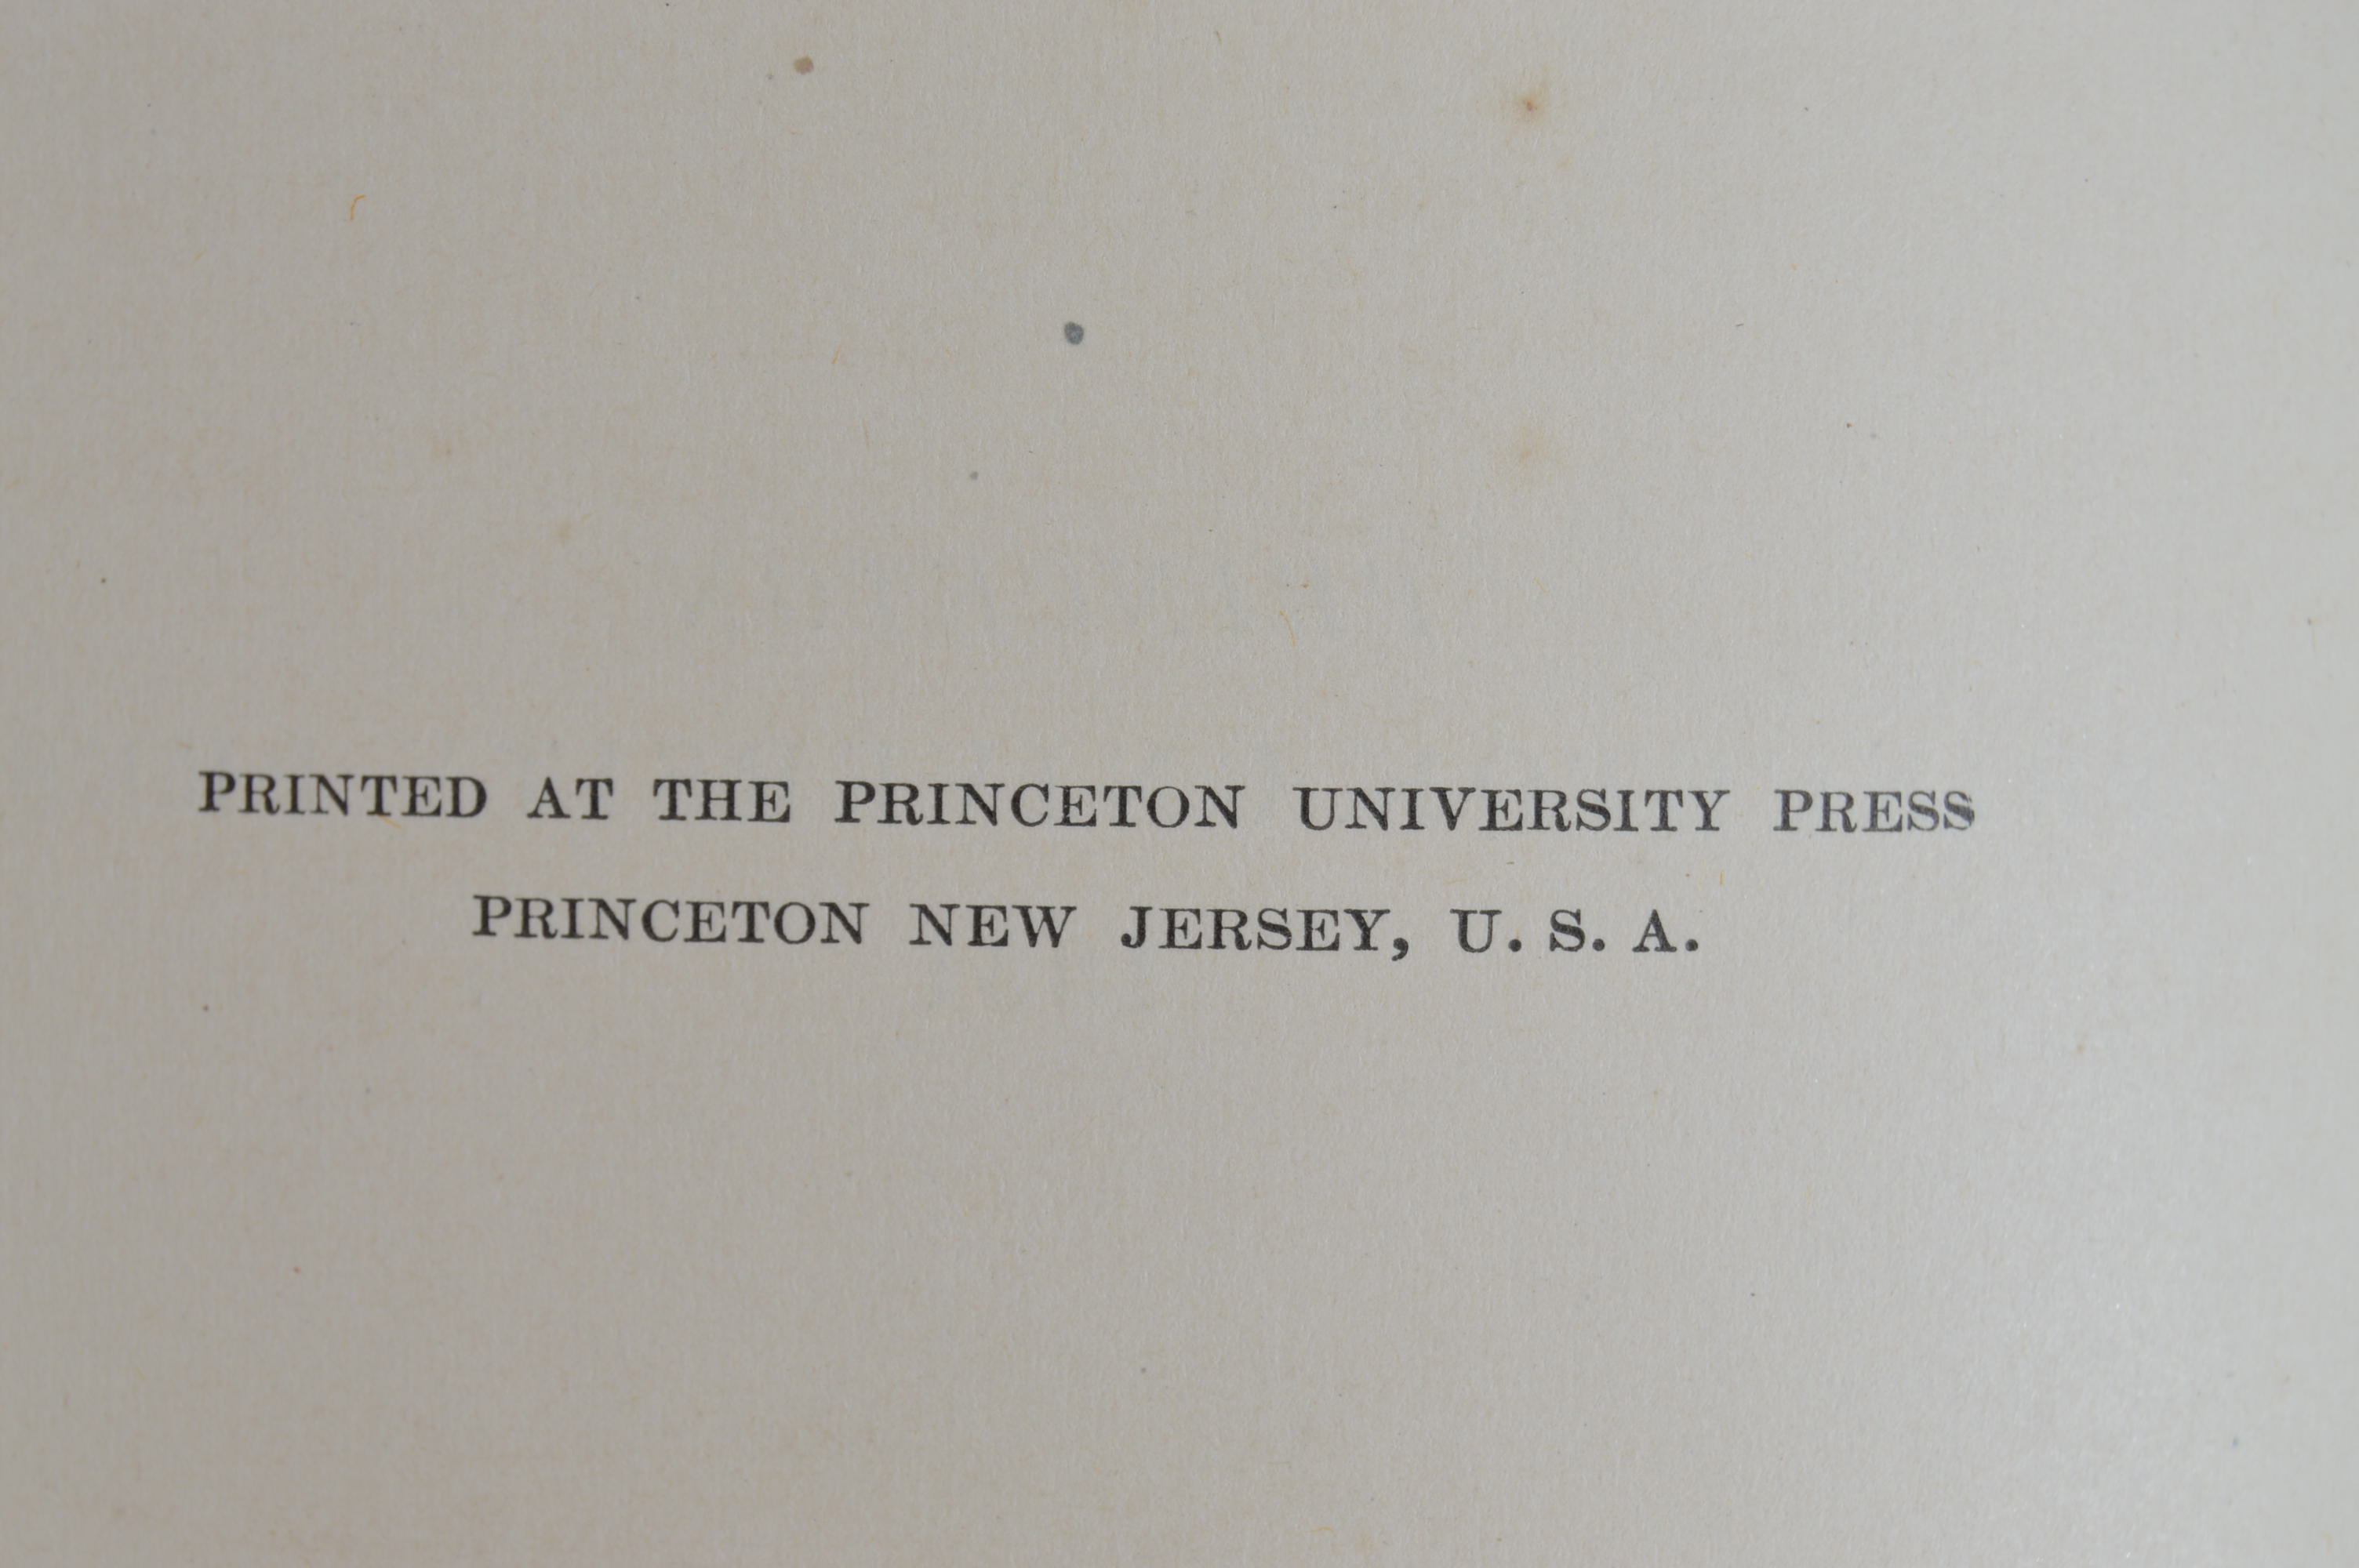 PRINTED AT THE PRINCETON UNIVERSITY PRESS
PRINCETON NEW JERSEY, U. S. A.